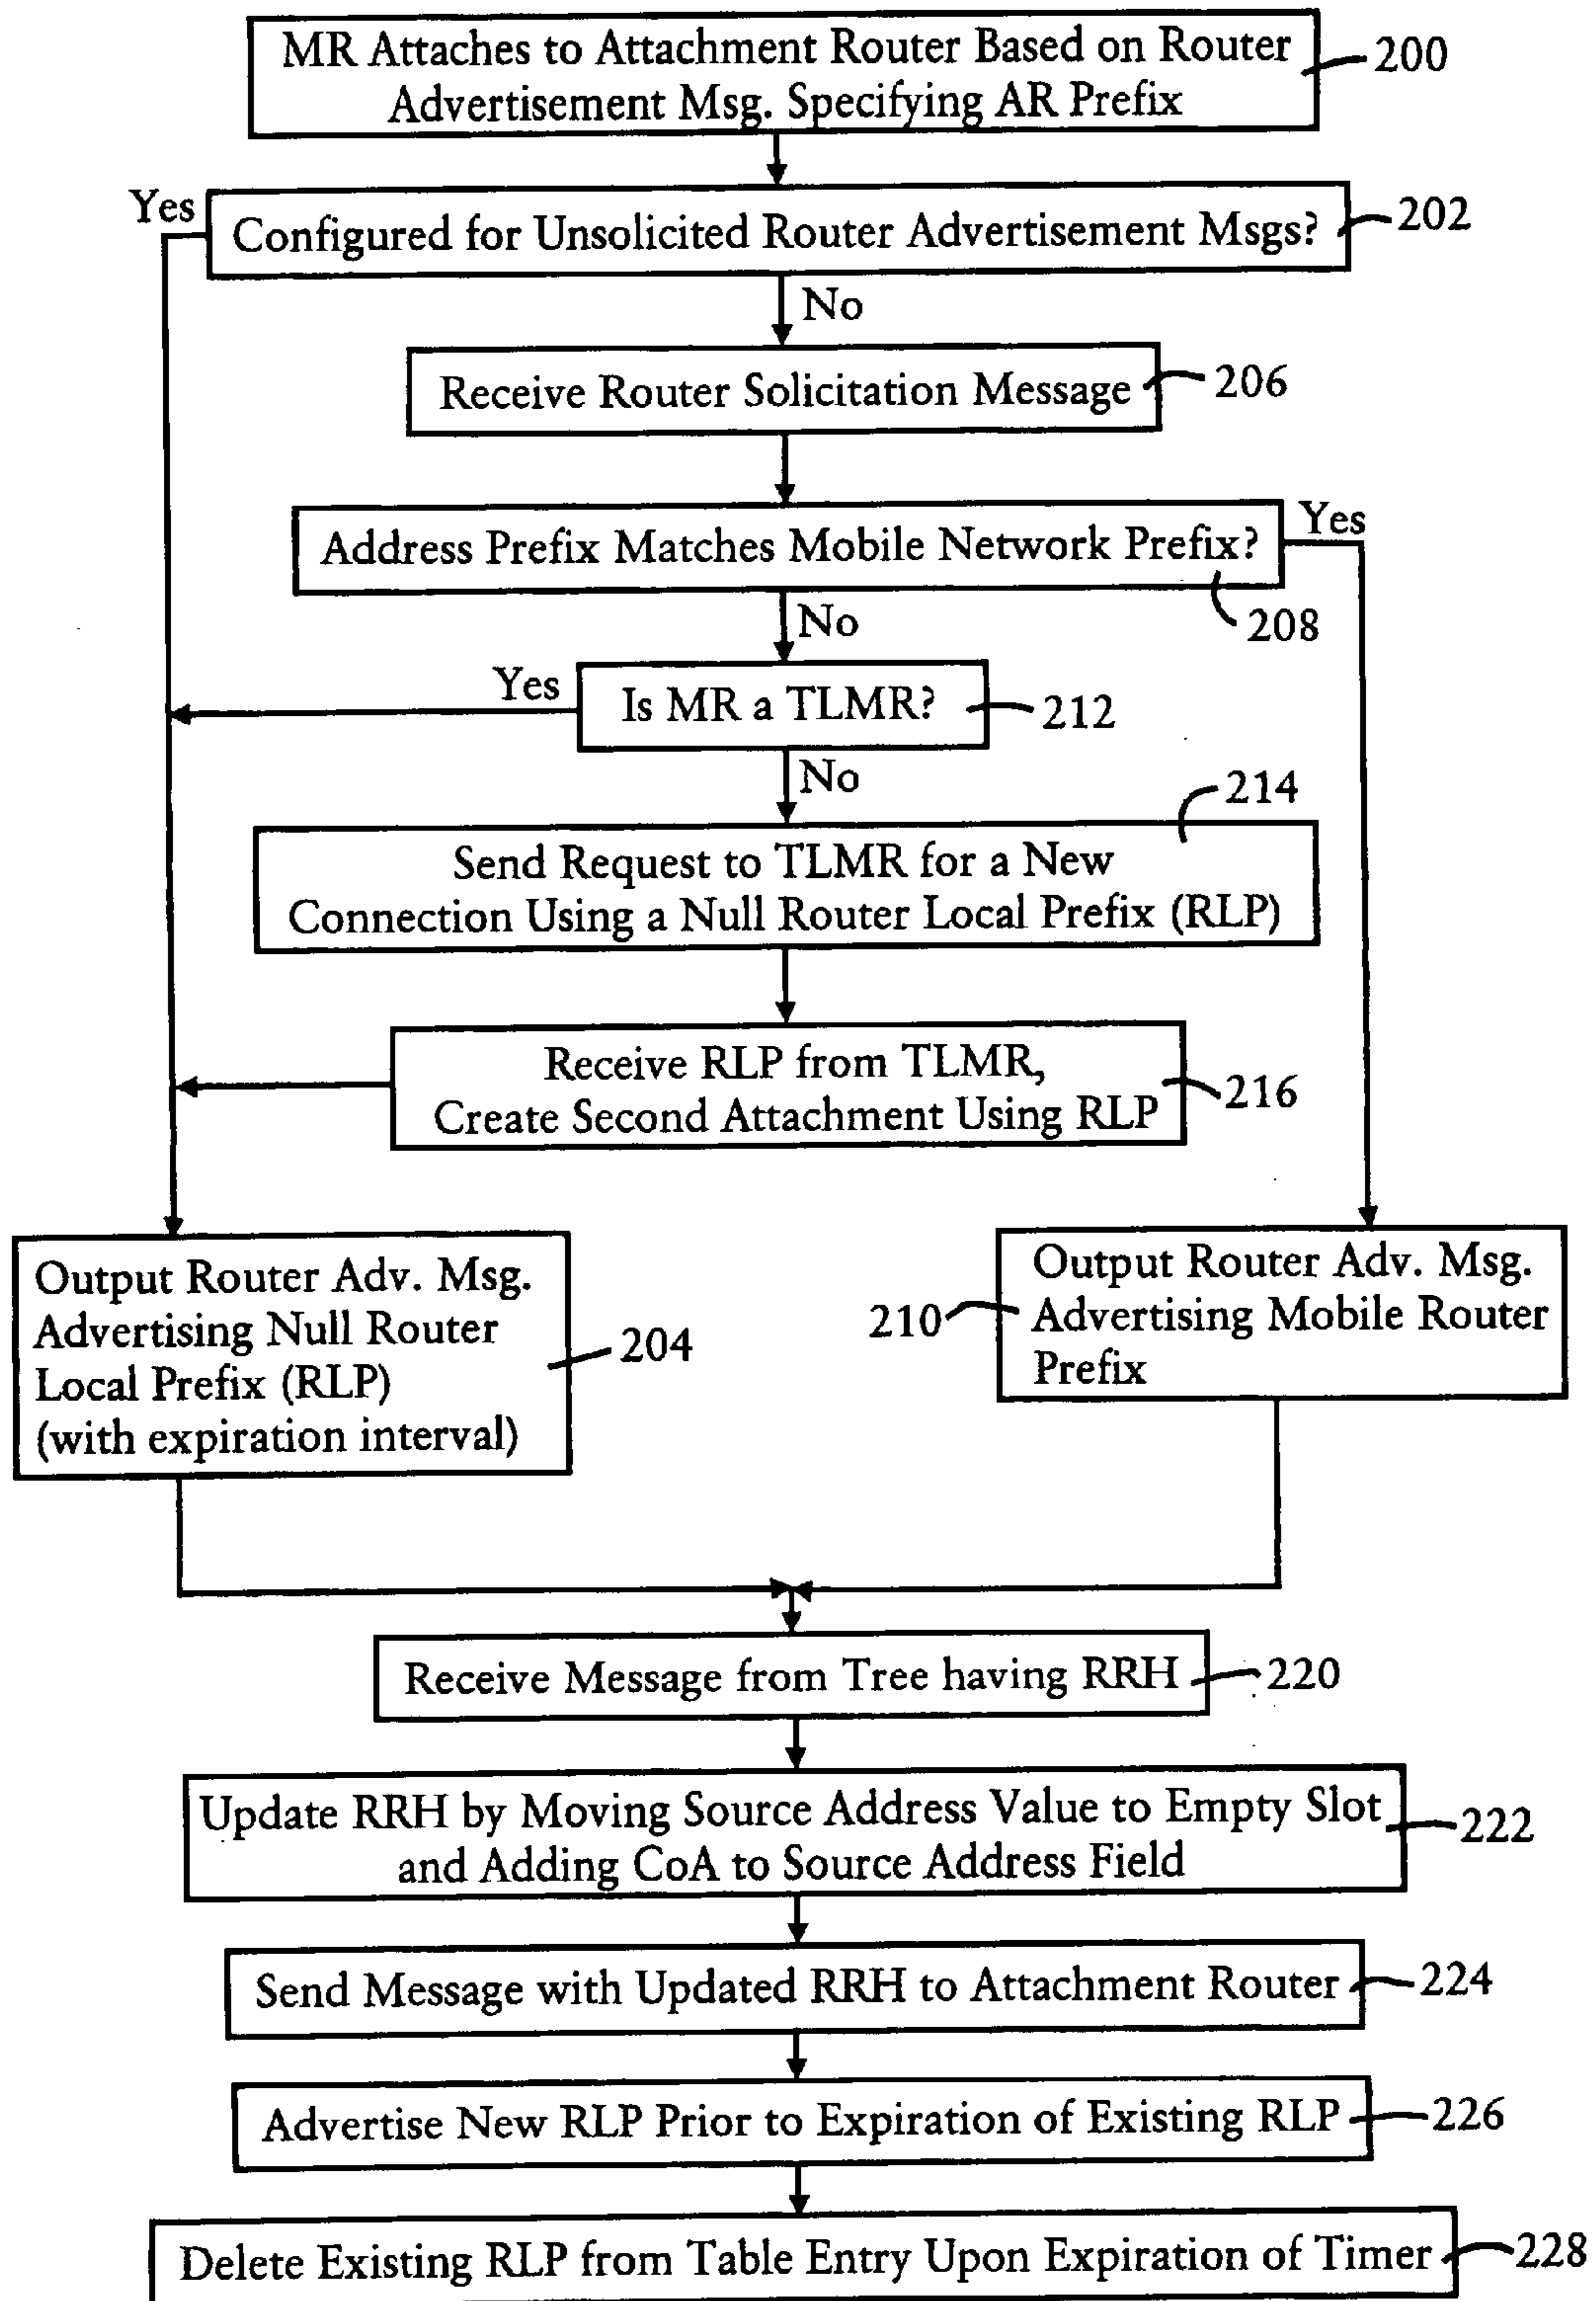 MR Attaches to Attachment Router Based on Router
Advertisement Msg. Specifying AR Prefix
200
Yes
Configured for Unsolicited Router Advertisement Msgs?
202
No
Receive Router Solicitation Message
206
Address Prefix Matches Mobile Network Prefix?
Yes
208
No
Yes
Is MR a TLMR?
212
No
214
Send Request to TLMR for a New
Connection Using a Null Router Local Prefix (RLP)
Receive RLP from TLMR,
Create Second Attachment Using RLP
216
Output Router Adv. Msg.
Advertising Null Router
Local Prefix (RLP)
(with expiration interval)
204
210
Output Router Adv. Msg.
Advertising Mobile Router
Prefix
Receive Message from Tree having RRH
220
Update RRH by Moving Source Address Value to Empty Slot
and Adding CoA to Source Address Field
222
Send Message with Updated RRH to Attachment Router
224
Advertise New RLP Prior to Expiration of Existing RLP
226
Delete Existing RLP from Table Entry Upon Expiration of Timer
228